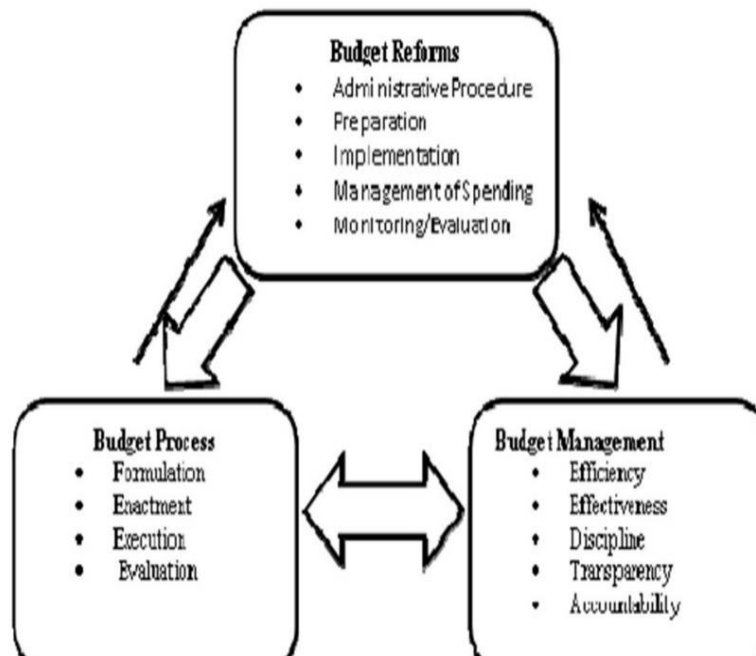 Budget Reforms
• Administrative Procedure
• Preparation
• Implementation
• Management of Spending
• Monitoring/Evaluation
Budget Process
• Formulation
• Enactment
• Execution
• Evaluation
Budget Management
• Efficiency
• Effectiveness
• Discipline
• Transparency
• Accountability